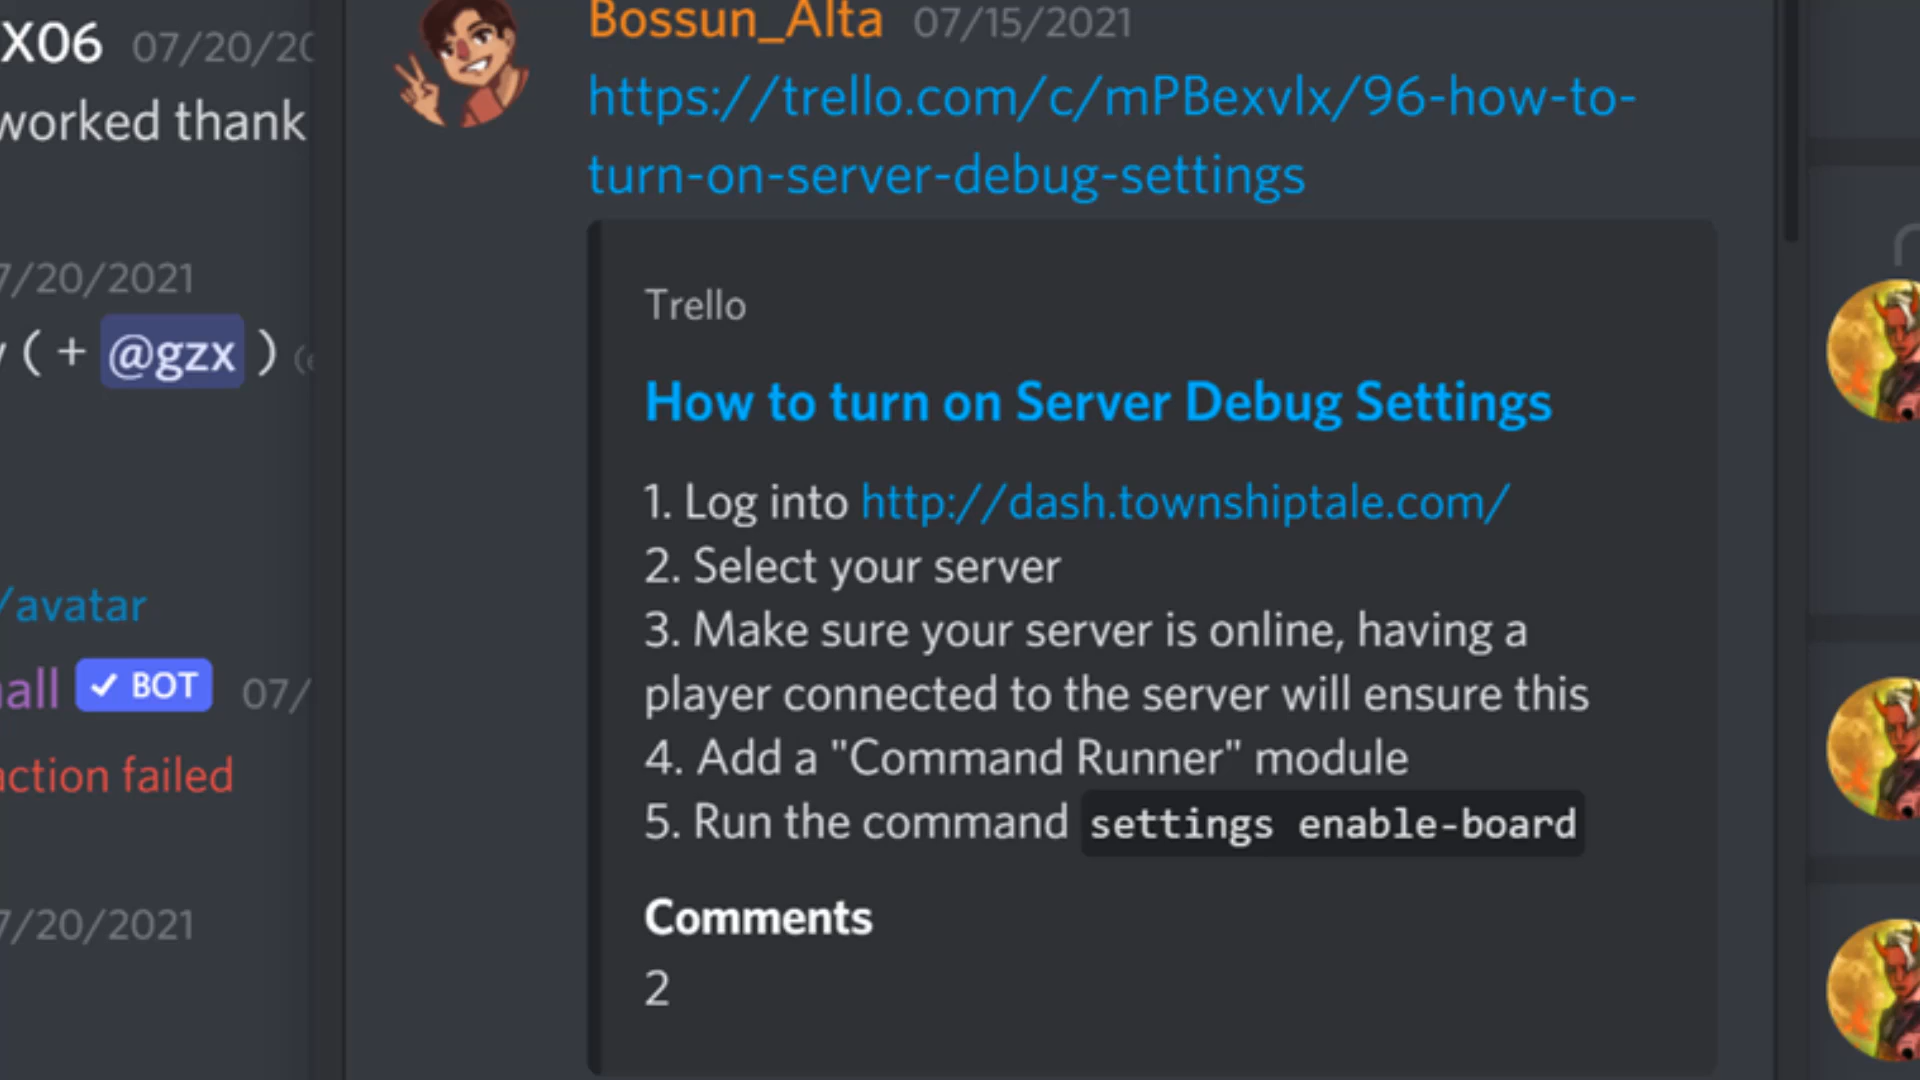 X06 07/20/20
worked thank
7/20/2021
( + @gzx )
/avatar
all BOT 07/
action failed
7/20/2021
Bossun_Alta 07/15/2021
https://trello.com/c/mPBexvlx/96-how-to-
turn-on-server-debug-settings
Trello
How to turn on Server Debug Settings
1. Log into http://dash.townshiptale.com/
2. Select your server
3. Make sure your server is online, having a
player connected to the server will ensure this
4. Add a "Command Runner" module
5. Run the command settings enable-board
Comments
2